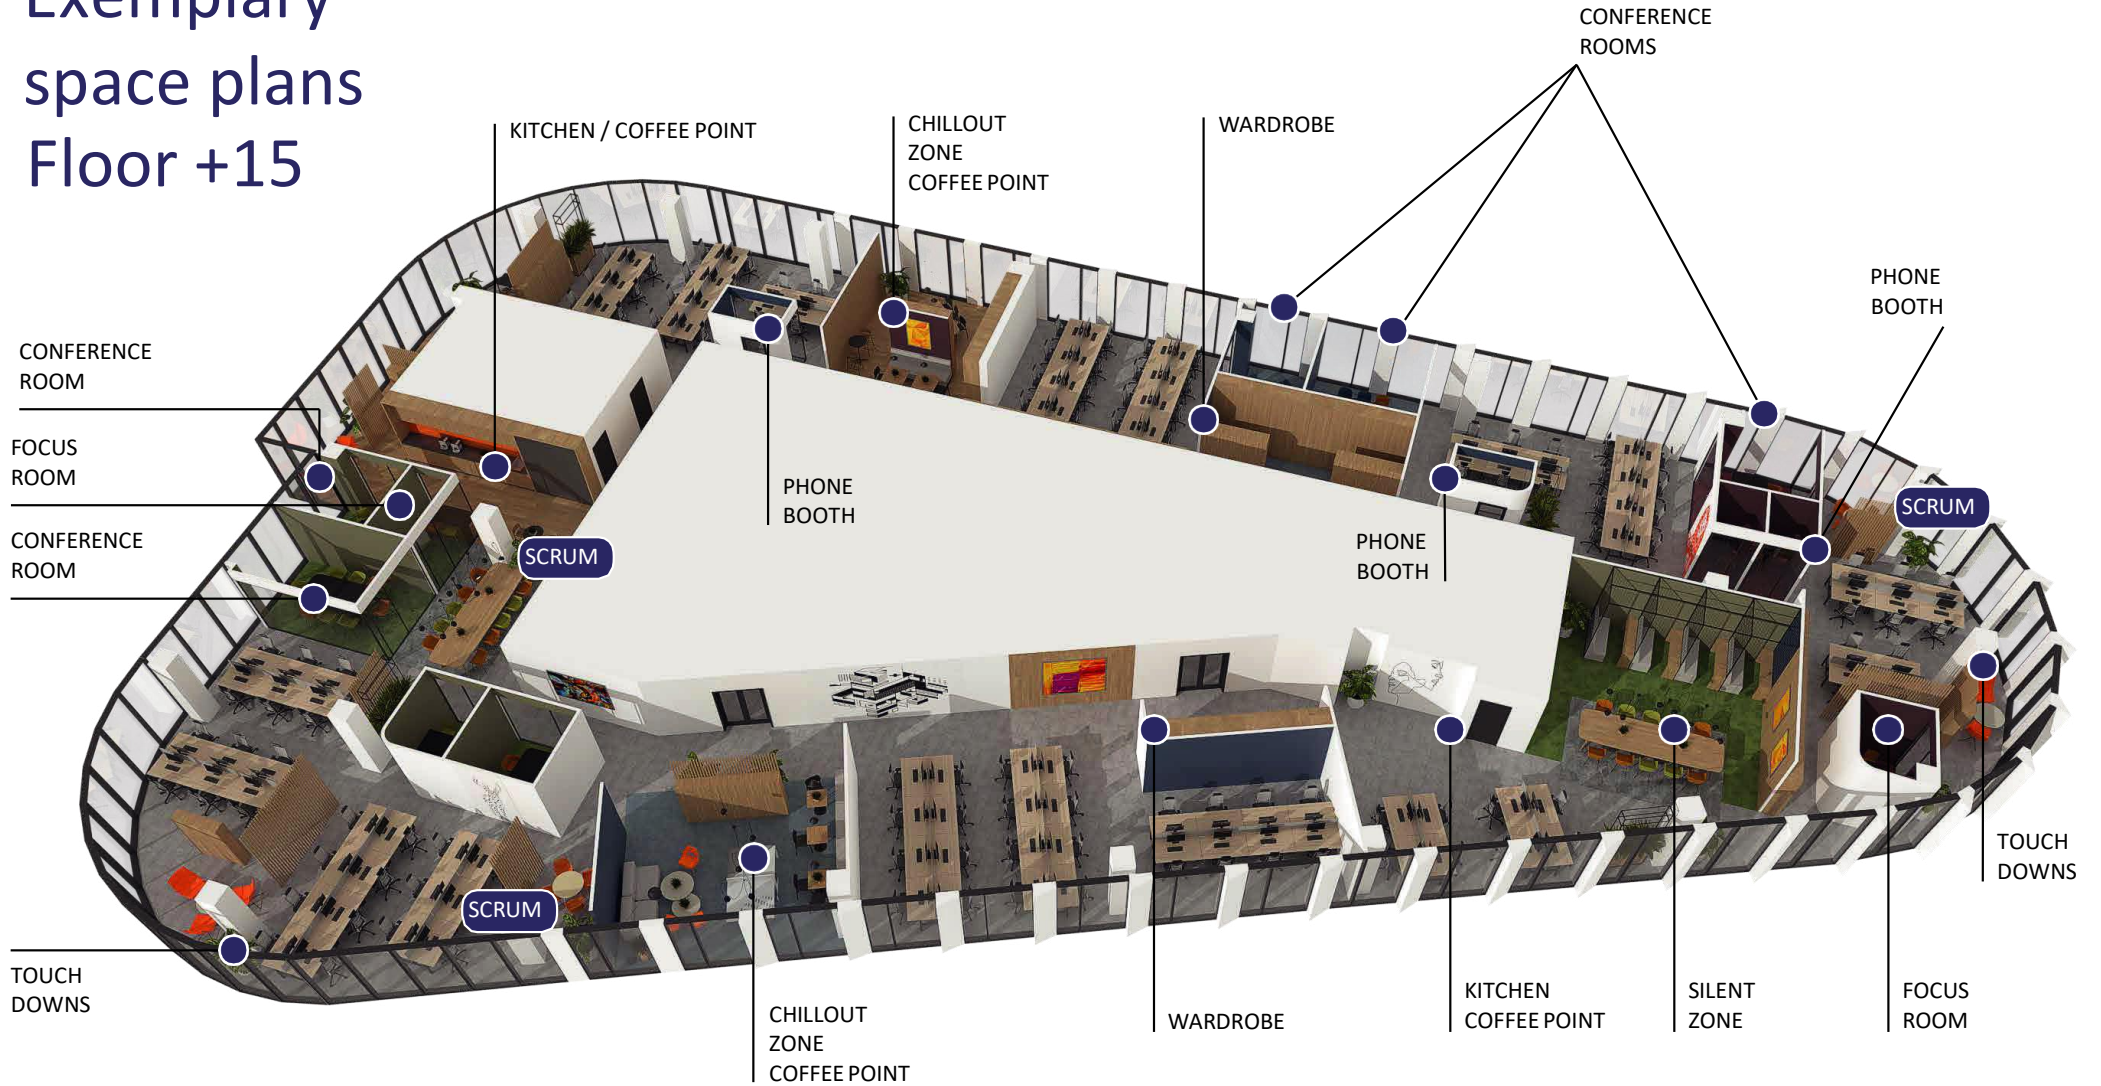 Exemplary
space plans
Floor +15
CONFERENCE
ROOMS
KITCHEN / COFFEE POINT
CHILLOUT
ZONE
COFFEE POINT
WARDROBE
PHONE
BOOTH
CONFERENCE
ROOM
FOCUS
ROOM
CONFERENCE
ROOM
PHONE
BOOTH
SCRUM
PHONE
BOOTH
SCRUM
SCRUM
TOUCH
DOWNS
TOUCH
DOWNS
CHILLOUT
ZONE
COFFEE POINT
WARDROBE
KITCHEN
COFFEE POINT
SILENT
ZONE
FOCUS
ROOM